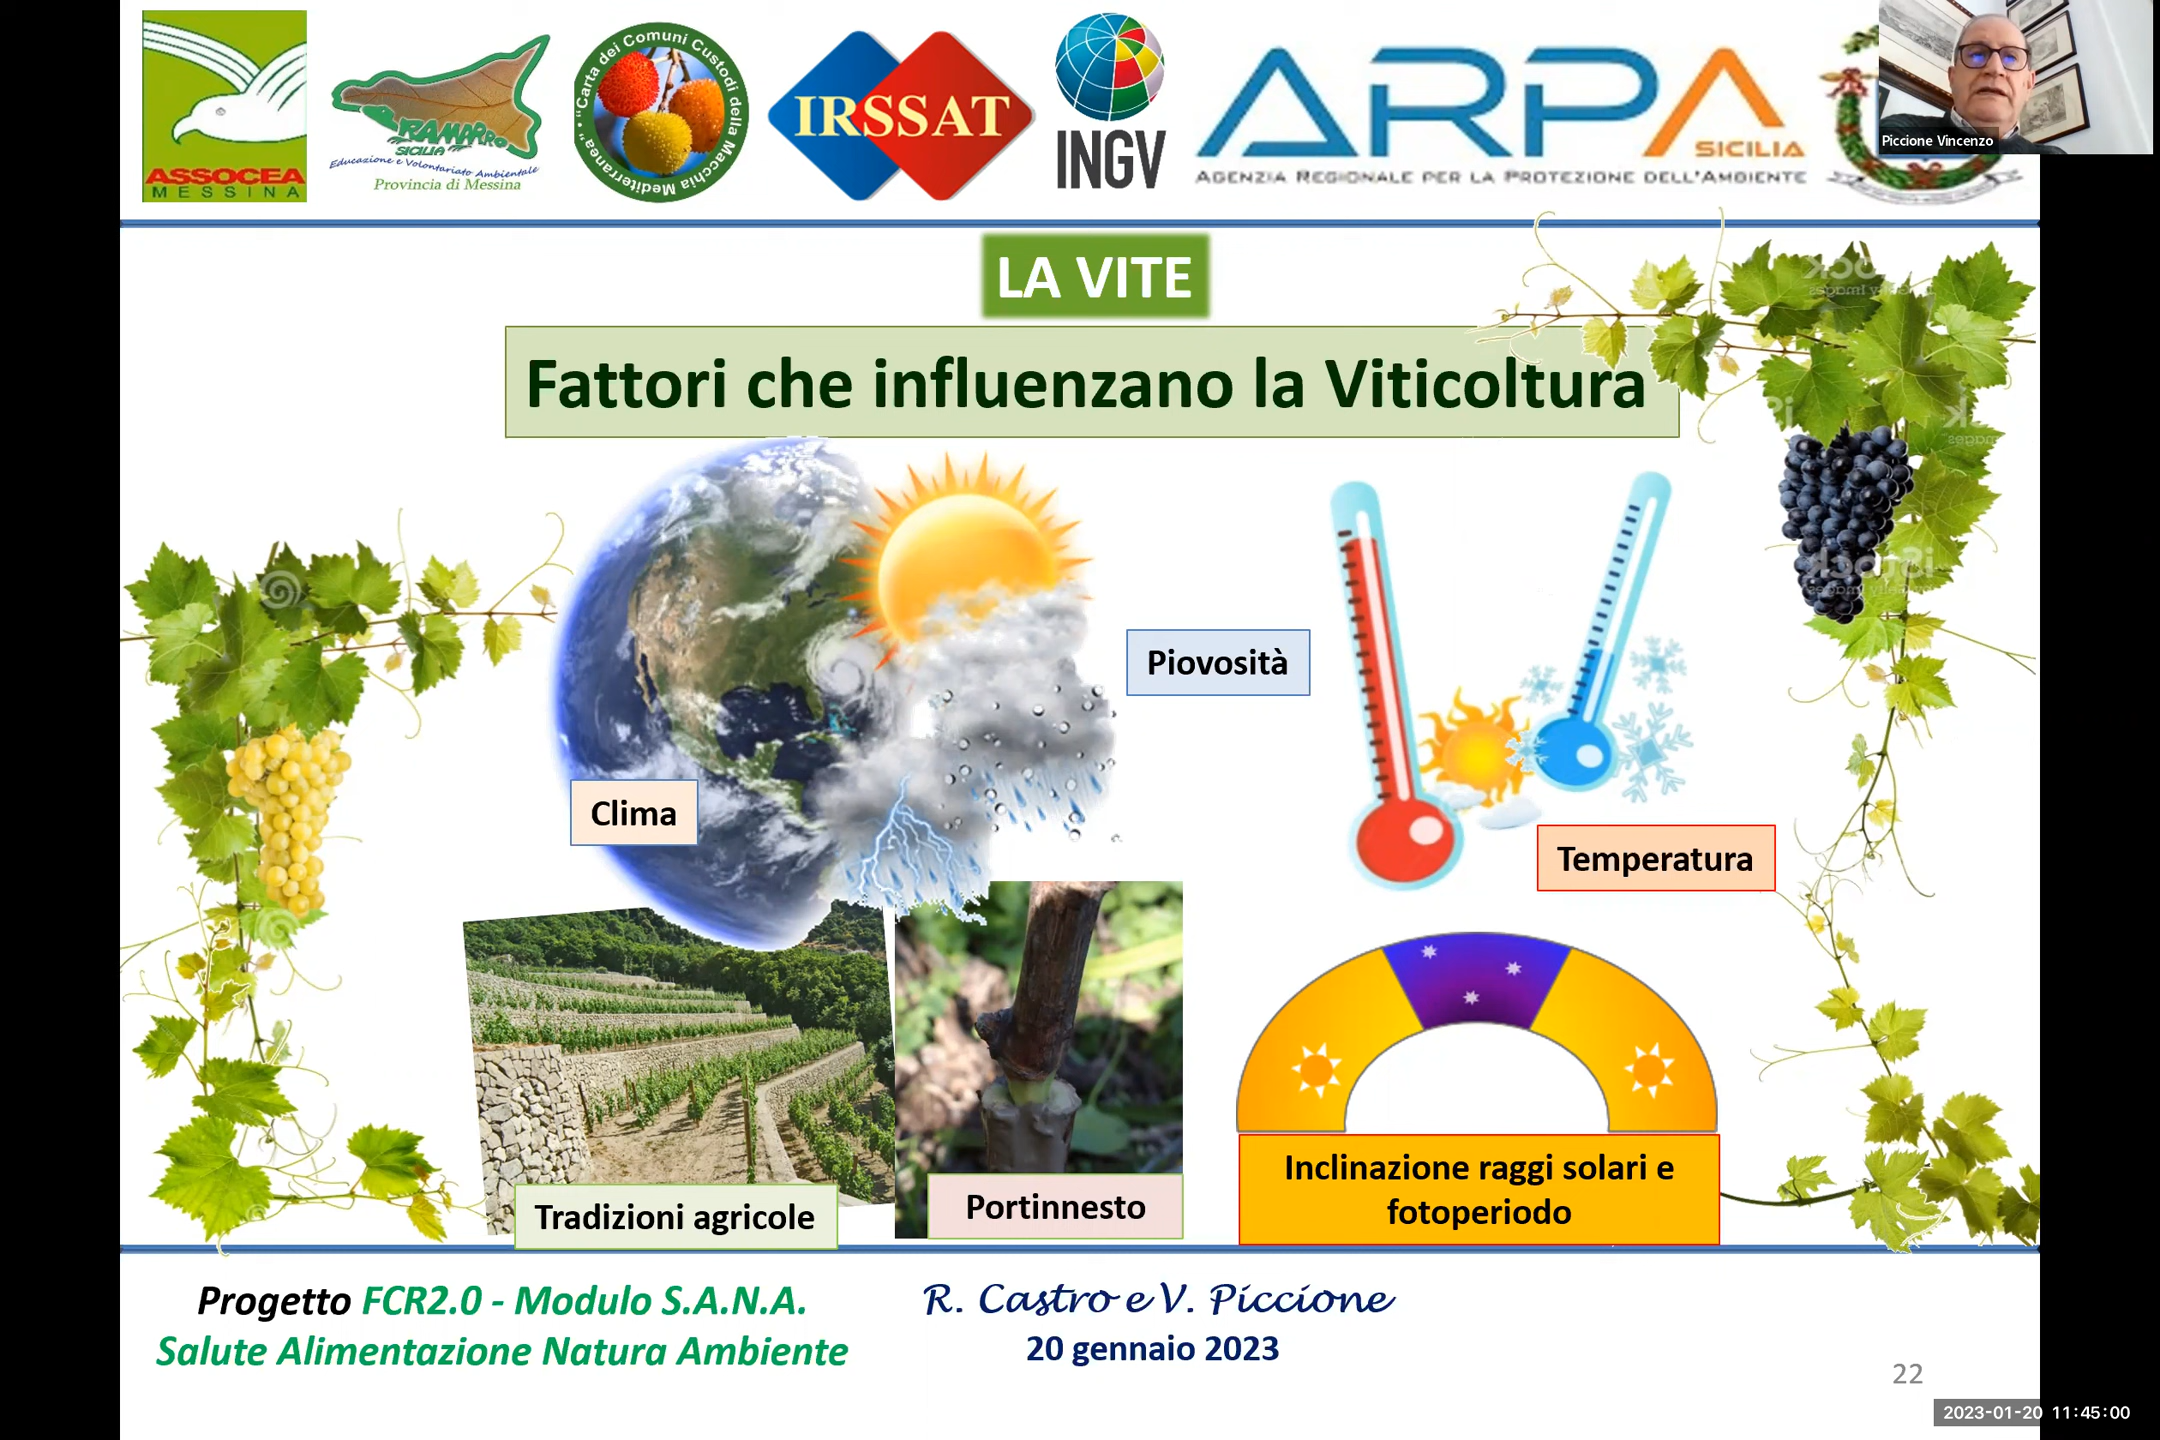 ASSOCEA
MESSINA
RAMARRO
SICILIA
Educazione e Volontariato Ambientale
Provincia di Messina
"Carta dei Comuni Custodi della Macchia Mediterranea"
IRSSAT
INGV
ARPA
SICILIA
AGENZIA REGIONALE PER LA PROTEZIONE DELL'AMBIENTE
Piccione Vincenzo
LA VITE
Fattori che influenzano la Viticoltura
Piovosità
Clima
Temperatura
Tradizioni agricole
Portinnesto
Inclinazione raggi solari e
fotoperiodo
Progetto FCR2.0 - Modulo S.A.N.A.
Salute Alimentazione Natura Ambiente
R. Castro e V. Piccione
20 gennaio 2023
22
2023-01-20 11:45:00